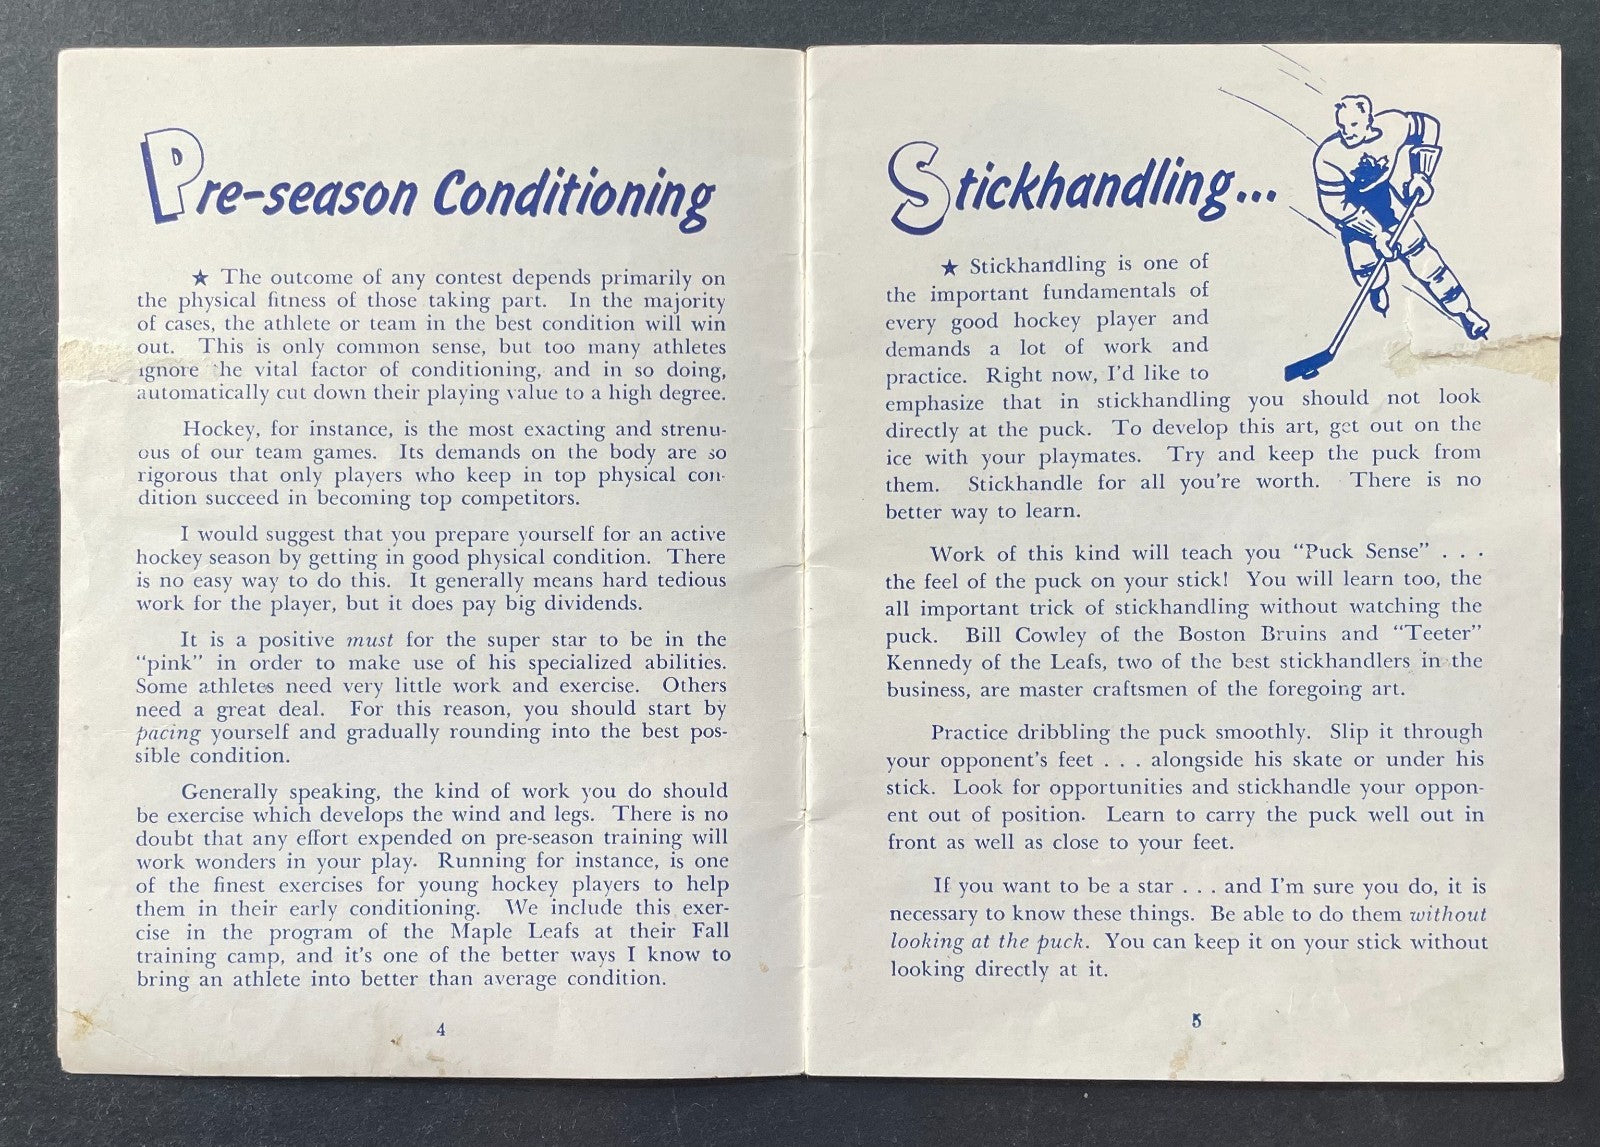 Pre-season Conditioning
★ The outcome of any contest depends primarily on
the physical fitness of those taking part. In the majority
of cases, the athlete or team in the best condition will win
out. This is only common sense, but too many athletes
ignore the vital factor of conditioning, and in so doing,
automatically cut down their playing value to a high degree.
Hockey, for instance, is the most exacting and strenu-
ous of our team games. Its demands on the body are so
rigorous that only players who keep in top physical con-
dition succeed in becoming top competitors.
I would suggest that you prepare yourself for an active
hockey season by getting in good physical condition. There
is no easy way to do this. It generally means hard tedious
work for the player, but it does pay big dividends.
It is a positive must for the super star to be in the
"pink" in order to make use of his specialized abilities.
Some athletes need very little work and exercise. Others
need a great deal. For this reason, you should start by
pacing yourself and gradually rounding into the best pos-
sible condition.
Generally speaking, the kind of work you do should
be exercise which develops the wind and legs. There is no
doubt that any effort expended on pre-season training will
work wonders in your play. Running for instance, is one
of the finest exercises for young hockey players to help
them in their early conditioning. We include this exer-
cise in the program of the Maple Leafs at their Fall
training camp, and it's one of the better ways I know to
bring an athlete into better than average condition.
4
Stickhandling...
★ Stickhandling is one of
the important fundamentals of
every good hockey player and
demands a lot of work and
practice. Right now, I'd like to
emphasize that in stickhandling you should not look
directly at the puck. To develop this art, get out on the
ice with your playmates. Try and keep the puck from
them. Stickhandle for all you're worth. There is no
better way to learn.
Work of this kind will teach you "Puck Sense" . . .
the feel of the puck on your stick! You will learn too, the
all important trick of stickhandling without watching the
puck. Bill Cowley of the Boston Bruins and "Teeter"
Kennedy of the Leafs, two of the best stickhandlers in the
business, are master craftsmen of the foregoing art.
Practice dribbling the puck smoothly. Slip it through
your opponent's feet . . . alongside his skate or under his
stick. Look for opportunities and stickhandle your oppon-
ent out of position. Learn to carry the puck well out in
front as well as close to your feet.
If you want to be a star . . . and I'm sure you do, it is
necessary to know these things. Be able to do them without
looking at the puck. You can keep it on your stick without
looking directly at it.
5